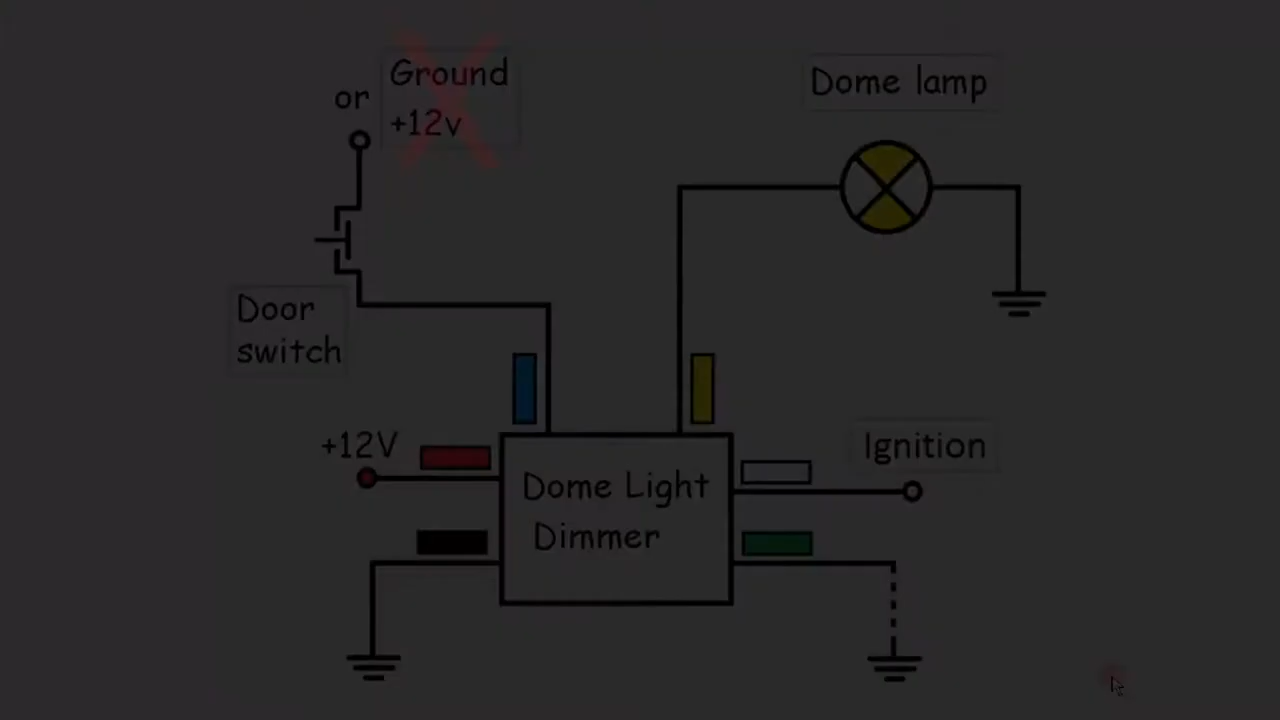 Ground
or
+12v
Dome lamp
Door
switch
+12V
Ignition
Dome Light
Dimmer